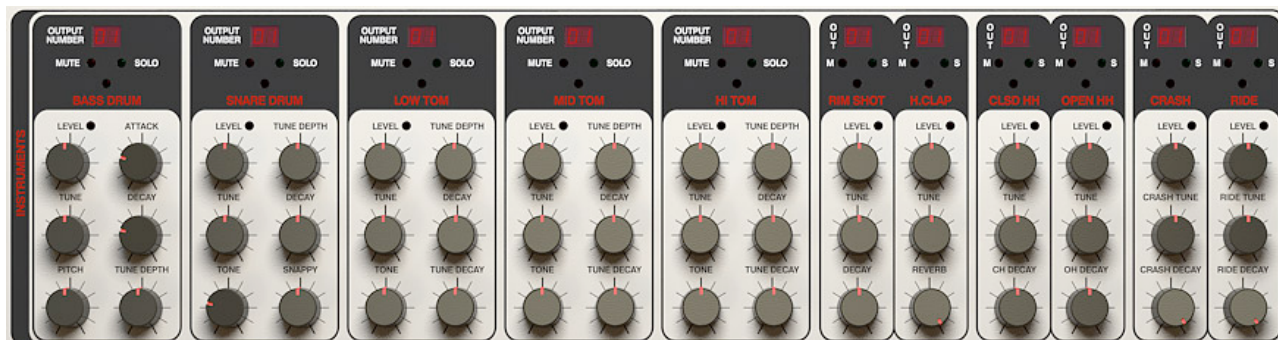 INSTRUMENTS
OUTPUT NUMBER
MUTE SOLO
BASS DRUM
LEVEL ATTACK
TUNE DECAY
PITCH TUNE DEPTH
OUTPUT NUMBER
MUTE SOLO
SNARE DRUM
LEVEL TUNE DEPTH
TUNE DECAY
TONE SNAPPY
OUTPUT NUMBER
MUTE SOLO
LOW TOM
LEVEL TUNE DEPTH
TUNE DECAY
TONE TUNE DECAY
OUTPUT NUMBER
MUTE SOLO
MID TOM
LEVEL TUNE DEPTH
TUNE DECAY
TONE TUNE DECAY
OUTPUT NUMBER
MUTE SOLO
HI TOM
LEVEL TUNE DEPTH
TUNE DECAY
TONE TUNE DECAY
OUT
M S
RIM SHOT
LEVEL
TUNE
DECAY
OUT
M S
H.CLAP
LEVEL
TUNE
REVERB
OUT
M S
CLSD HH
LEVEL
TUNE
CH DECAY
OUT
M S
OPEN HH
LEVEL
TUNE
OH DECAY
OUT
M S
CRASH
LEVEL
CRASH TUNE
CRASH DECAY
OUT
M S
RIDE
LEVEL
RIDE TUNE
RIDE DECAY